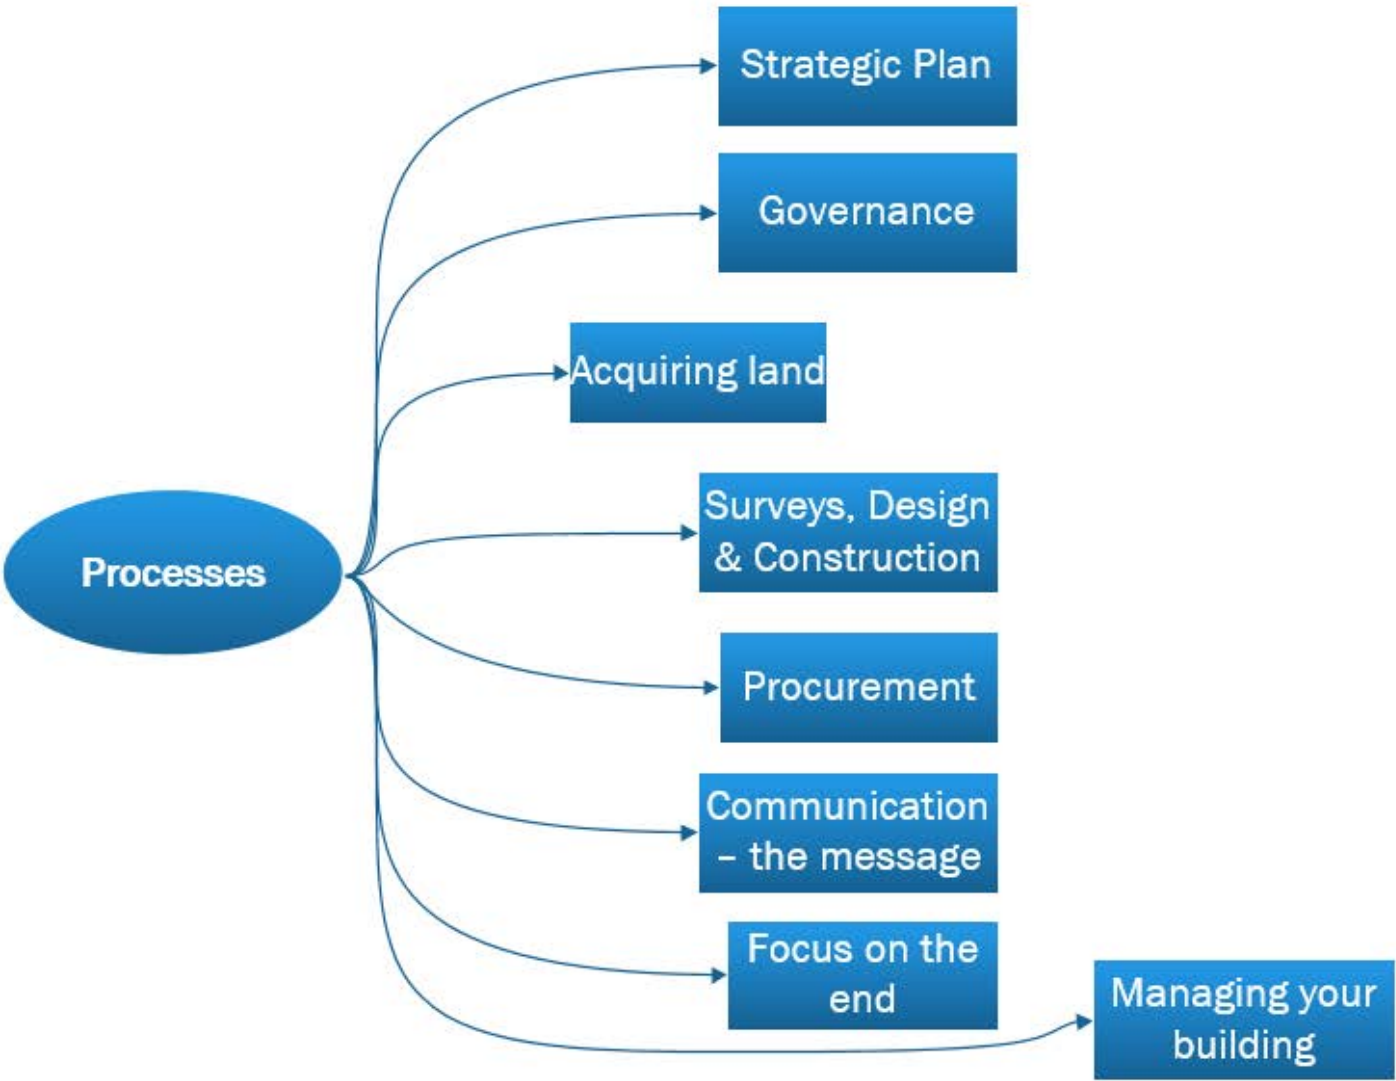 Strategic Plan
Governance
Acquiring land
Surveys, Design
& Construction
Processes
Procurement
Communication
– the message
Focus on the
end
Managing your
building